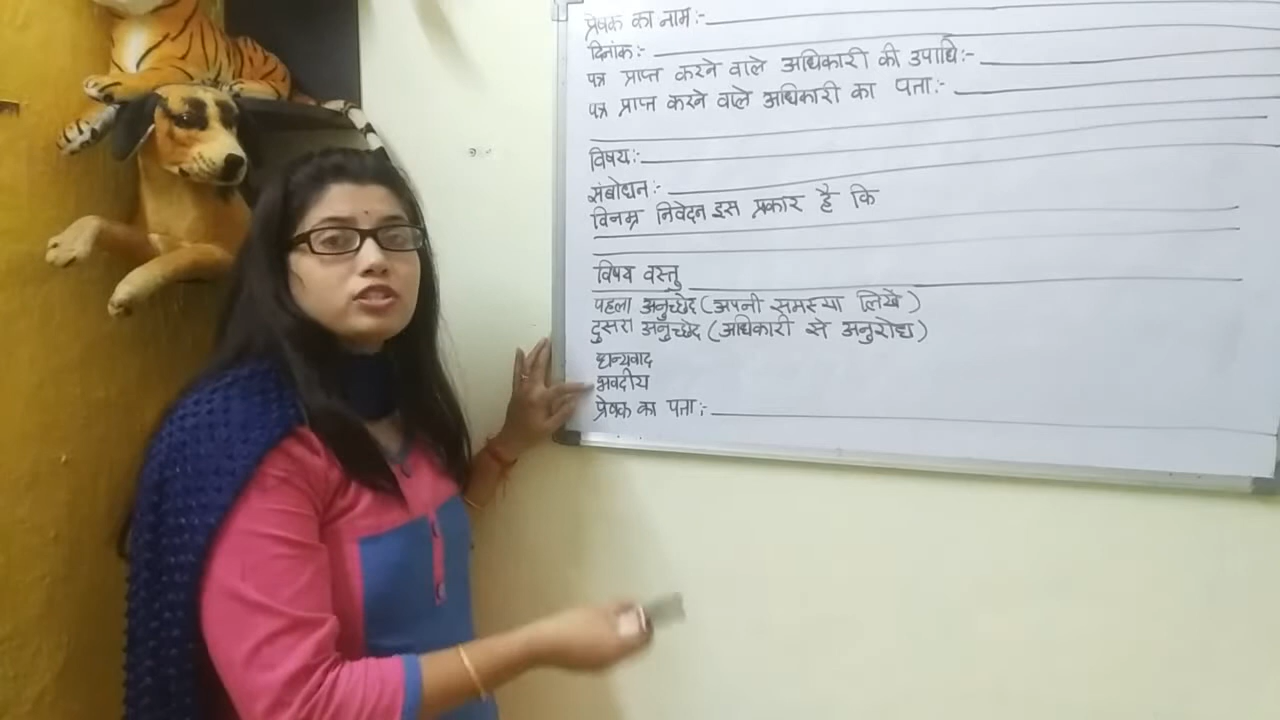 प्रेषक का नाम :-
दिनांक :-
पत्र प्राप्त करने वाले अधिकारी की उपाधि :-
पत्र प्राप्त करने वाले अधिकारी का पता :-
विषय :-
संबोधन :-
विनम्र निवेदन इस प्रकार है कि
विषय वस्तु
पहला अनुच्छेद (अपनी समस्या लिखें)
दुसरा अनुच्छेद (अधिकारी से अनुरोध)
धन्यवाद
भवदीय
प्रेषक का पता :-